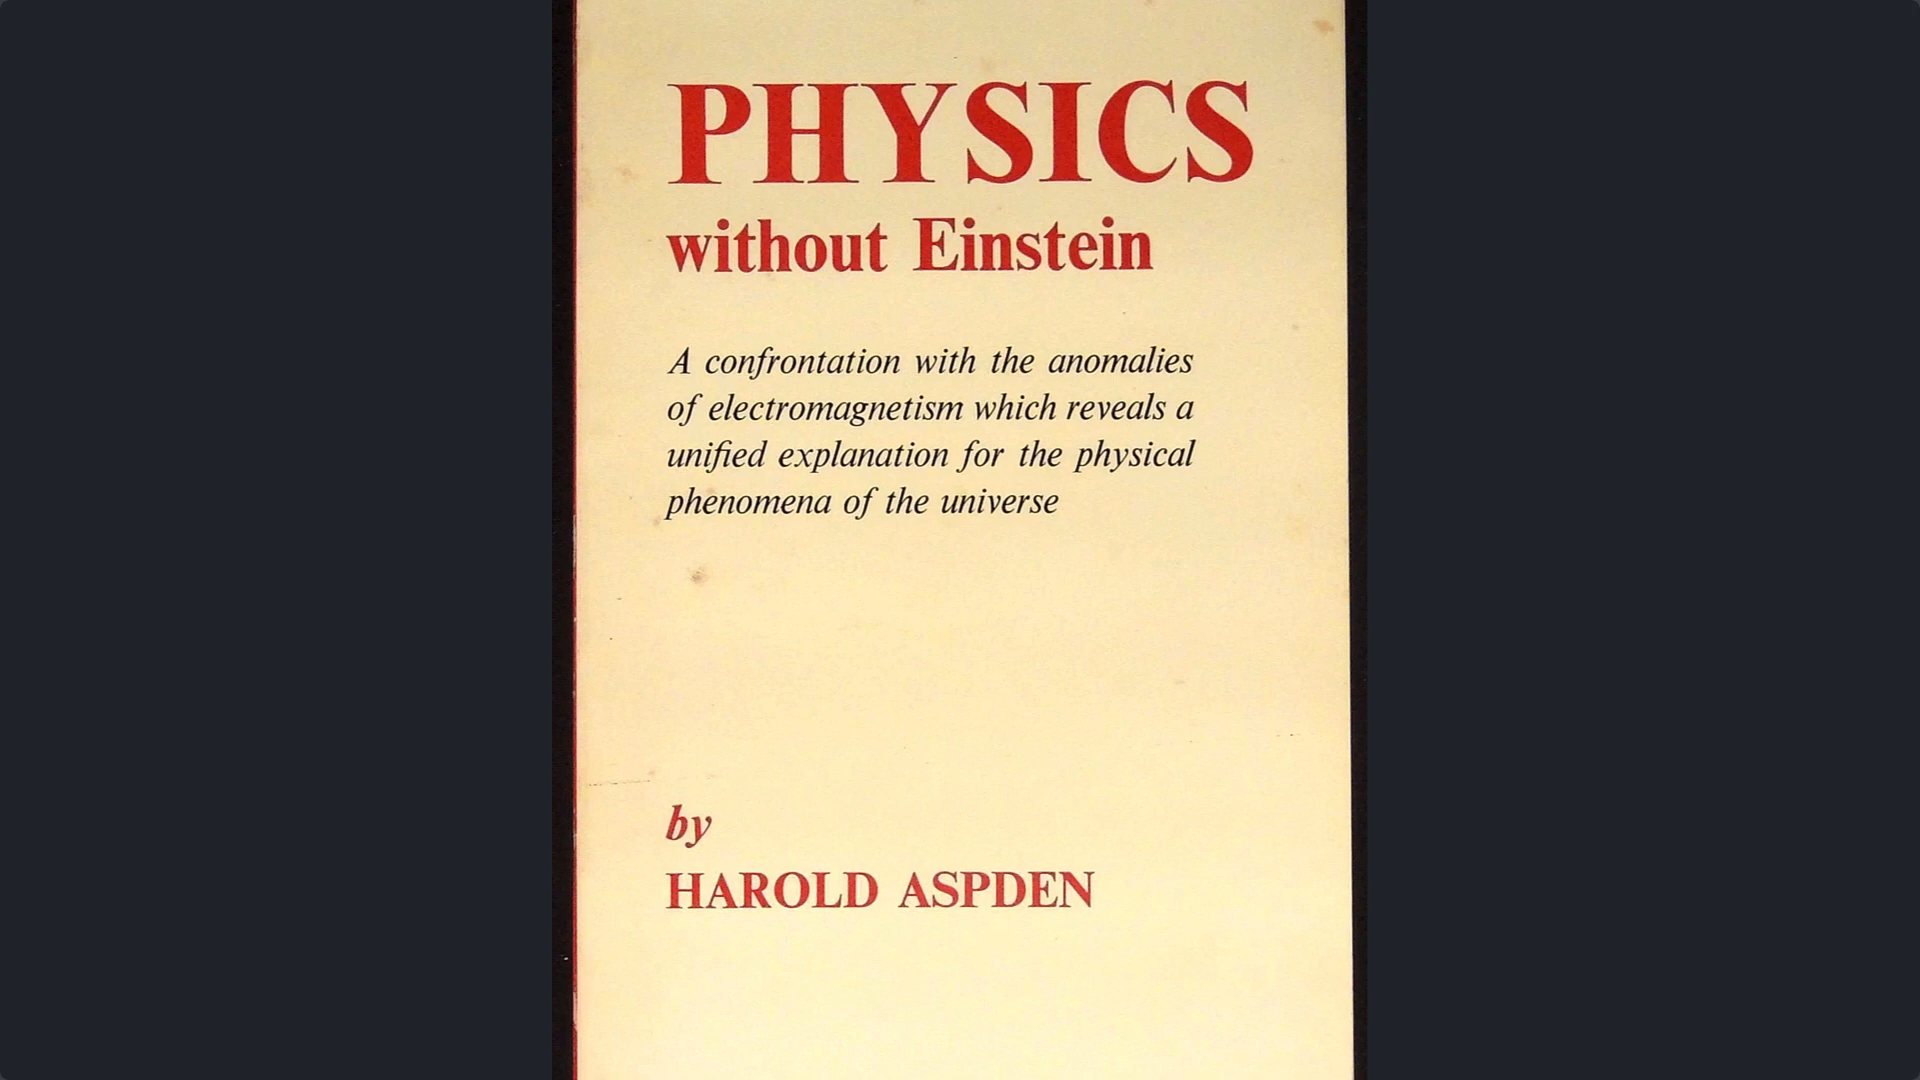 PHYSICS
without Einstein
A confrontation with the anomalies
of electromagnetism which reveals a
unified explanation for the physical
phenomena of the universe
by
HAROLD ASPDEN